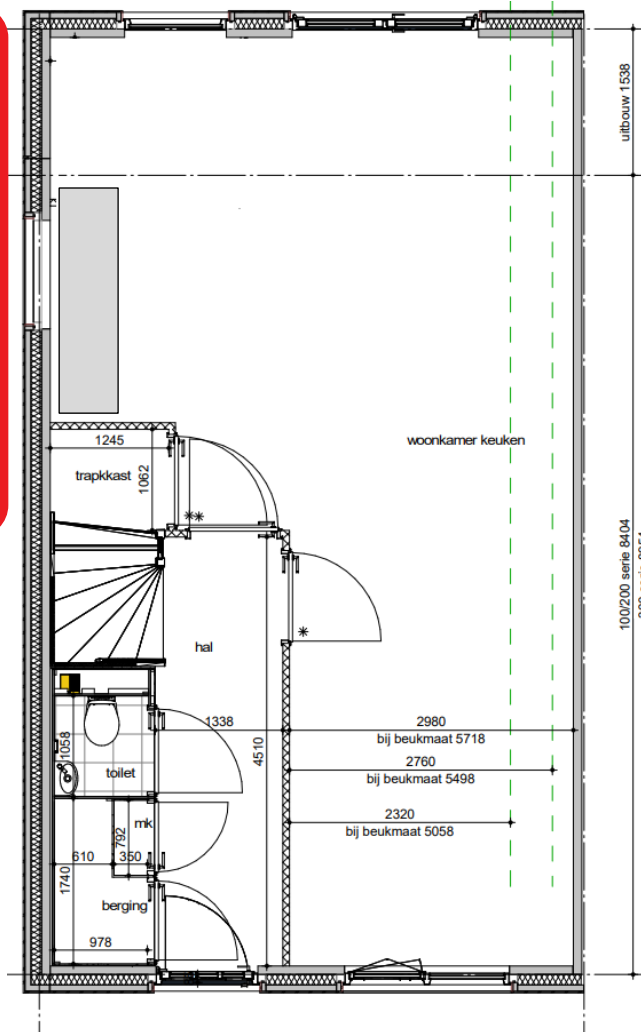 uitbouw 1538
woonkamer keuken
1245
trapkkast
1062
**
100/200 serie 8404
*
hal
1338
2980
bij beukmaat 5718
4510
1058
2760
bij beukmaat 5498
toilet
2320
bij beukmaat 5058
mk
792
610
350
1740
berging
978